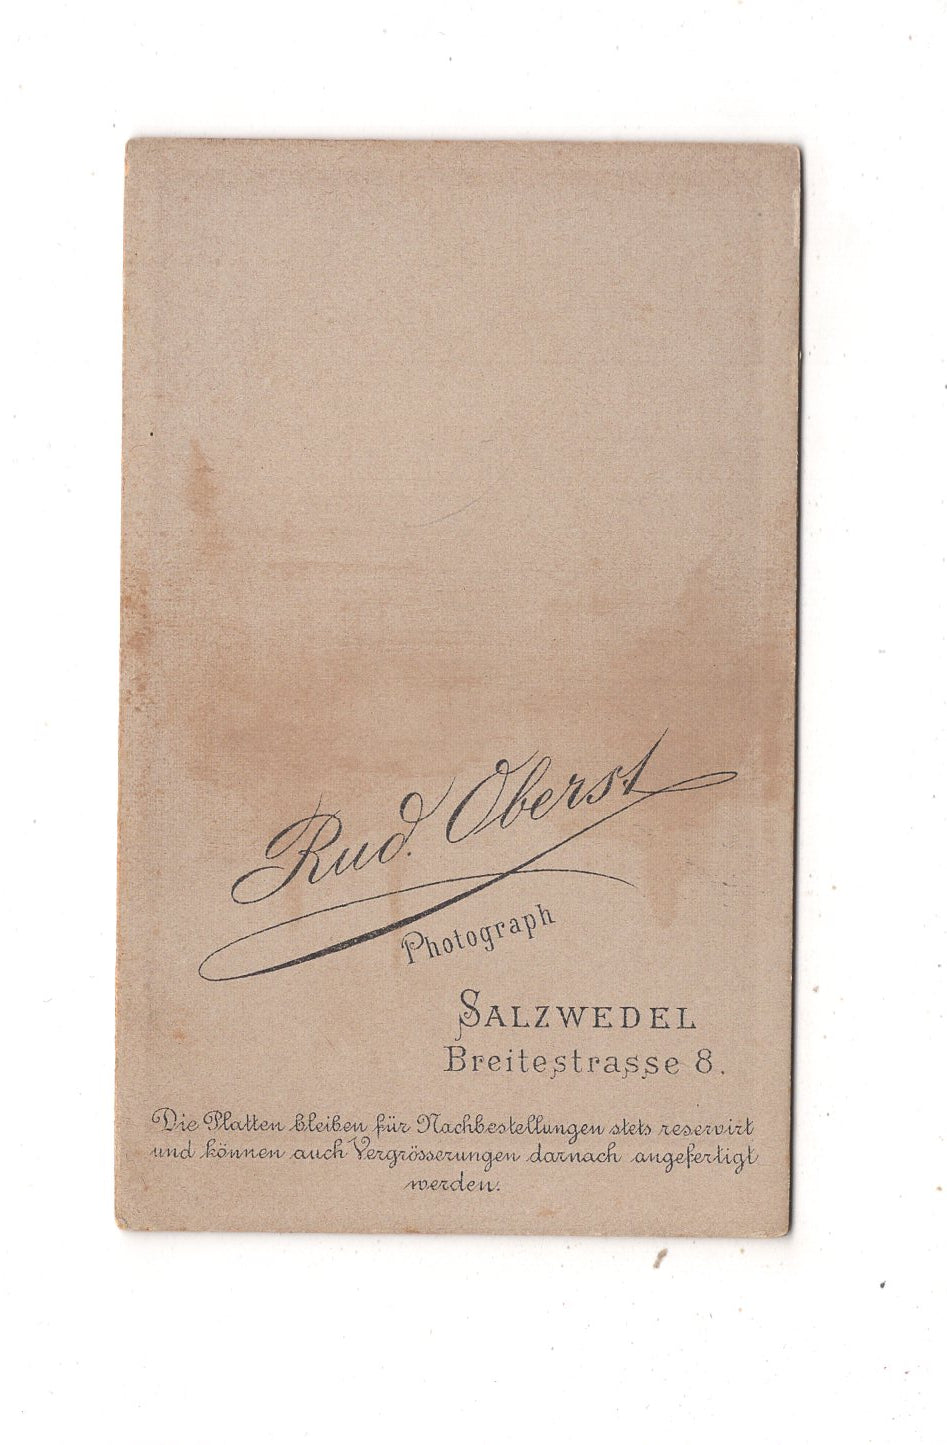 Rud. Oberst
Photograph
SALZWEDEL
Breitestrasse 8.
Die Platten bleiben für Nachbestellungen stets reservirt
und können auch Vergrösserungen darnach angefertigt
werden.